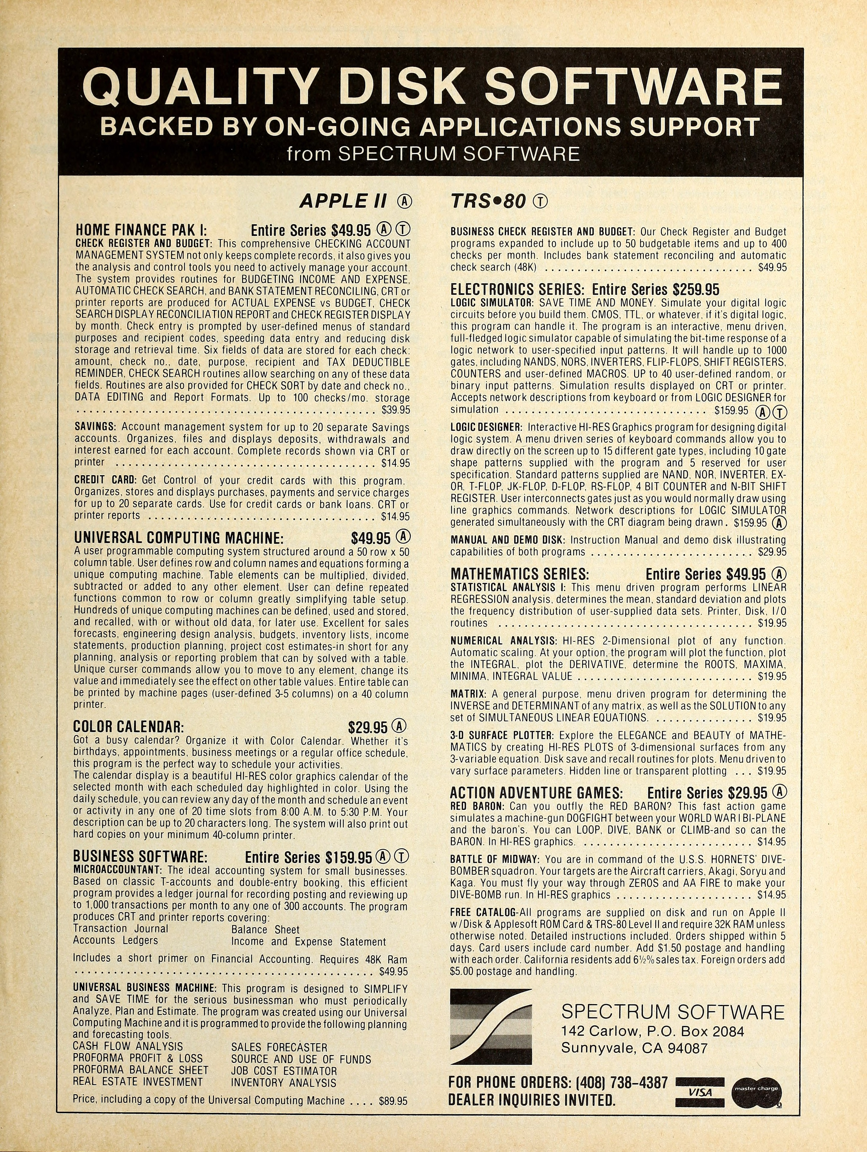 QUALITY DISK SOFTWARE
BACKED BY ON-GOING APPLICATIONS SUPPORT
from SPECTRUM SOFTWARE
APPLE II Ⓐ
HOME FINANCE PAK I: Entire Series $49.95 Ⓐ Ⓣ
CHECK REGISTER AND BUDGET: This comprehensive CHECKING ACCOUNT
MANAGEMENT SYSTEM not only keeps complete records, it also gives you
the analysis and control tools you need to actively manage your account.
The system provides routines for BUDGETING INCOME AND EXPENSE,
AUTOMATIC CHECK SEARCH, and BANK STATEMENT RECONCILING, CRT or
printer reports are produced for ACTUAL EXPENSE vs BUDGET, CHECK
SEARCH DISPLAY RECONCILIATION REPORT and CHECK REGISTER DISPLAY
by month. Check entry is prompted by user-defined menus of standard
purposes and recipient codes, speeding data entry and reducing disk
storage and retrieval time. Six fields of data are stored for each check:
amount, check no., date, purpose, recipient and TAX DEDUCTIBLE
REMINDER, CHECK SEARCH routines allow searching on any of these data
fields. Routines are also provided for CHECK SORT by date and check no.,
DATA EDITING and Report Formats. Up to 100 checks/mo. storage
. . . . . . . . . . . . . . . . . . . . . . . . . . . . . . . . . . . . . . . . . . . . . $39.95
SAVINGS: Account management system for up to 20 separate Savings
accounts. Organizes, files and displays deposits, withdrawals and
interest earned for each account. Complete records shown via CRT or
printer . . . . . . . . . . . . . . . . . . . . . . . . . . . . . . . . . . . . . . . $14.95
CREDIT CARD: Get Control of your credit cards with this program.
Organizes, stores and displays purchases, payments and service charges
for up to 20 separate cards. Use for credit cards or bank loans. CRT or
printer reports . . . . . . . . . . . . . . . . . . . . . . . . . . . . . . . . . . $14.95
UNIVERSAL COMPUTING MACHINE: $49.95 Ⓐ
A user programmable computing system structured around a 50 row x 50
column table. User defines row and column names and equations forming a
unique computing machine. Table elements can be multiplied, divided,
subtracted or added to any other element. User can define repeated
functions common to row or column greatly simplifying table setup.
Hundreds of unique computing machines can be defined, used and stored,
and recalled, with or without old data, for later use. Excellent for sales
forecasts, engineering design analysis, budgets, inventory lists, income
statements, production planning, project cost estimates-in short for any
planning, analysis or reporting problem that can by solved with a table.
Unique curser commands allow you to move to any element, change its
value and immediately see the effect on other table values. Entire table can
be printed by machine pages (user-defined 3-5 columns) on a 40 column
printer.
COLOR CALENDAR: $29.95 Ⓐ
Got a busy calendar? Organize it with Color Calendar. Whether it's
birthdays, appointments, business meetings or a regular office schedule,
this program is the perfect way to schedule your activities.
The calendar display is a beautiful HI-RES color graphics calendar of the
selected month with each scheduled day highlighted in color. Using the
daily schedule, you can review any day of the month and schedule an event
or activity in any one of 20 time slots from 8:00 A.M. to 5:30 P.M. Your
description can be up to 20 characters long. The system will also print out
hard copies on your minimum 40-column printer.
BUSINESS SOFTWARE: Entire Series $159.95 Ⓐ Ⓣ
MICROACCOUNTANT: The ideal accounting system for small businesses.
Based on classic T-accounts and double-entry booking, this efficient
program provides a ledger journal for recording posting and reviewing up
to 1,000 transactions per month to any one of 300 accounts. The program
produces CRT and printer reports covering:
Transaction Journal Balance Sheet
Accounts Ledgers Income and Expense Statement
Includes a short primer on Financial Accounting. Requires 48K Ram
. . . . . . . . . . . . . . . . . . . . . . . . . . . . . . . . . . . . . . . . . . . . . $49.95
UNIVERSAL BUSINESS MACHINE: This program is designed to SIMPLIFY
and SAVE TIME for the serious businessman who must periodically
Analyze, Plan and Estimate. The program was created using our Universal
Computing Machine and it is programmed to provide the following planning
and forecasting tools.
CASH FLOW ANALYSIS SALES FORECASTER
PROFORMA PROFIT & LOSS SOURCE AND USE OF FUNDS
PROFORMA BALANCE SHEET JOB COST ESTIMATOR
REAL ESTATE INVESTMENT INVENTORY ANALYSIS
Price, including a copy of the Universal Computing Machine . . . . $89.95
TRS•80 Ⓣ
BUSINESS CHECK REGISTER AND BUDGET: Our Check Register and Budget
programs expanded to include up to 50 budgetable items and up to 400
checks per month. Includes bank statement reconciling and automatic
check search (48K) . . . . . . . . . . . . . . . . . . . . . . . . . . . . . . . $49.95
ELECTRONICS SERIES: Entire Series $259.95
LOGIC SIMULATOR: SAVE TIME AND MONEY. Simulate your digital logic
circuits before you build them. CMOS, TTL, or whatever, if it's digital logic,
this program can handle it. The program is an interactive, menu driven,
full-fledged logic simulator capable of simulating the bit-time response of a
logic network to user-specified input patterns. It will handle up to 1000
gates, including NANDS, NORS, INVERTERS, FLIP-FLOPS, SHIFT REGISTERS,
COUNTERS and user-defined MACROS. UP to 40 user-defined random, or
binary input patterns. Simulation results displayed on CRT or printer.
Accepts network descriptions from keyboard or from LOGIC DESIGNER for
simulation . . . . . . . . . . . . . . . . . . . . . . . . . . . . . . . $159.95 Ⓐ Ⓣ
LOGIC DESIGNER: Interactive HI-RES Graphics program for designing digital
logic system. A menu driven series of keyboard commands allow you to
draw directly on the screen up to 15 different gate types, including 10 gate
shape patterns supplied with the program and 5 reserved for user
specification. Standard patterns supplied are NAND, NOR, INVERTER, EX-
OR, T-FLOP, JK-FLOP, D-FLOP, RS-FLOP, 4 BIT COUNTER and N-BIT SHIFT
REGISTER. User interconnects gates just as you would normally draw using
line graphics commands. Network descriptions for LOGIC SIMULATOR
generated simultaneously with the CRT diagram being drawn. $159.95 Ⓐ
MANUAL AND DEMO DISK: Instruction Manual and demo disk illustrating
capabilities of both programs . . . . . . . . . . . . . . . . . . . . . . . . $29.95
MATHEMATICS SERIES: Entire Series $49.95 Ⓐ
STATISTICAL ANALYSIS I: This menu driven program performs LINEAR
REGRESSION analysis, determines the mean, standard deviation and plots
the frequency distribution of user-supplied data sets. Printer, Disk, I/O
routines . . . . . . . . . . . . . . . . . . . . . . . . . . . . . . . . . . . . . . $19.95
NUMERICAL ANALYSIS: HI-RES 2-Dimensional plot of any function.
Automatic scaling. At your option, the program will plot the function, plot
the INTEGRAL, plot the DERIVATIVE, determine the ROOTS, MAXIMA,
MINIMA, INTEGRAL VALUE . . . . . . . . . . . . . . . . . . . . . . . . . . $19.95
MATRIX: A general purpose, menu driven program for determining the
INVERSE and DETERMINANT of any matrix, as well as the SOLUTION to any
set of SIMULTANEOUS LINEAR EQUATIONS. . . . . . . . . . . . . . . . $19.95
3-D SURFACE PLOTTER: Explore the ELEGANCE and BEAUTY of MATHE-
MATICS by creating HI-RES PLOTS of 3-dimensional surfaces from any
3-variable equation. Disk save and recall routines for plots. Menu driven to
vary surface parameters. Hidden line or transparent plotting . . . $19.95
ACTION ADVENTURE GAMES: Entire Series $29.95 Ⓐ
RED BARON: Can you outfly the RED BARON? This fast action game
simulates a machine-gun DOGFIGHT between your WORLD WAR I BI-PLANE
and the baron's. You can LOOP, DIVE, BANK or CLIMB-and so can the
BARON. In HI-RES graphics. . . . . . . . . . . . . . . . . . . . . . . . . . $14.95
BATTLE OF MIDWAY: You are in command of the U.S.S. HORNETS' DIVE-
BOMBER squadron. Your targets are the Aircraft carriers, Akagi, Soryu and
Kaga. You must fly your way through ZEROS and AA FIRE to make your
DIVE-BOMB run. In HI-RES graphics . . . . . . . . . . . . . . . . . . . . . $14.95
FREE CATALOG-All programs are supplied on disk and run on Apple II
w/Disk & Applesoft ROM Card & TRS-80 Level II and require 32K RAM unless
otherwise noted. Detailed instructions included. Orders shipped within 5
days. Card users include card number. Add $1.50 postage and handling
with each order. California residents add 6½% sales tax. Foreign orders add
$5.00 postage and handling.
SPECTRUM SOFTWARE
142 Carlow, P.O. Box 2084
Sunnyvale, CA 94087
FOR PHONE ORDERS: (408) 738-4387
DEALER INQUIRIES INVITED.
VISA
master charge